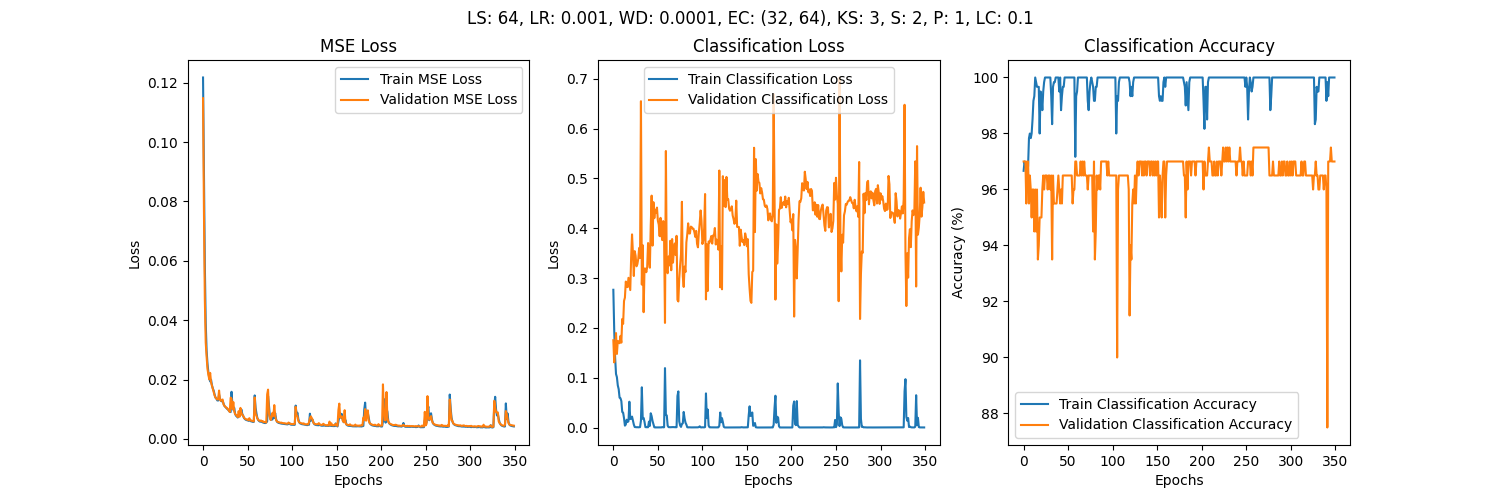 LS: 64, LR: 0.001, WD: 0.0001, EC: (32, 64), KS: 3, S: 2, P: 1, LC: 0.1
MSE Loss
Train MSE Loss
Validation MSE Loss
Loss
0.12
0.10
0.08
0.06
0.04
0.02
0.00
0 50 100 150 200 250 300 350
Epochs
Classification Loss
Train Classification Loss
Validation Classification Loss
Loss
0.7
0.6
0.5
0.4
0.3
0.2
0.1
0.0
0 50 100 150 200 250 300 350
Epochs
Classification Accuracy
Accuracy (%)
100
98
96
94
92
90
88
Train Classification Accuracy
Validation Classification Accuracy
0 50 100 150 200 250 300 350
Epochs